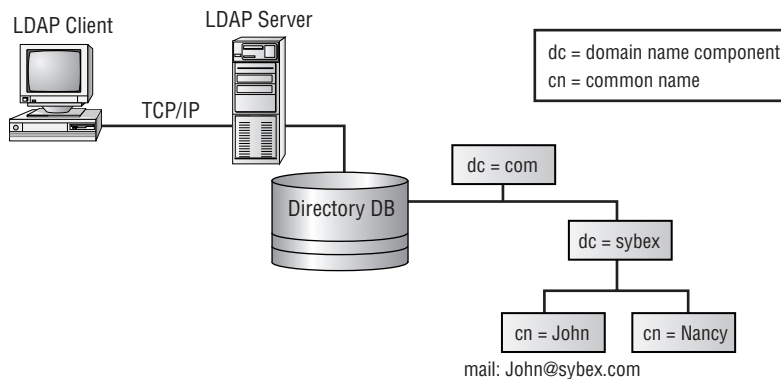 LDAP Client
LDAP Server
dc = domain name component
cn = common name
TCP/IP
dc = com
Directory DB
dc = sybex
cn = John
cn = Nancy
mail: John@sybex.com